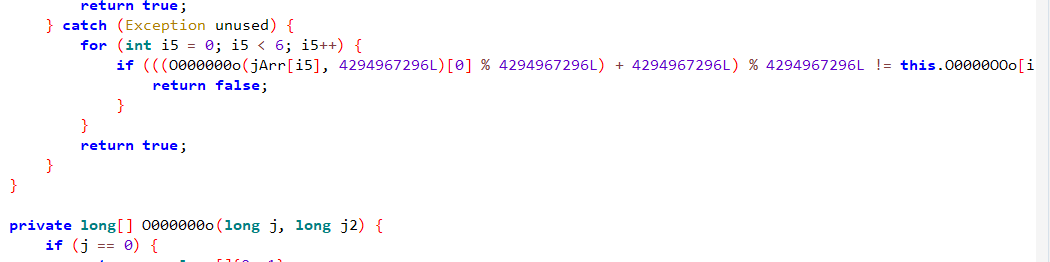 return true;
} catch (Exception unused) {
for (int i5 = 0; i5 < 6; i5++) {
if (((O000000o(jArr[i5], 4294967296L)[0] % 4294967296L) + 4294967296L) % 4294967296L != this.O00000Oo[i
return false;
}
}
return true;
}
}
private long[] O000000o(long j, long j2) {
if (j == 0) {